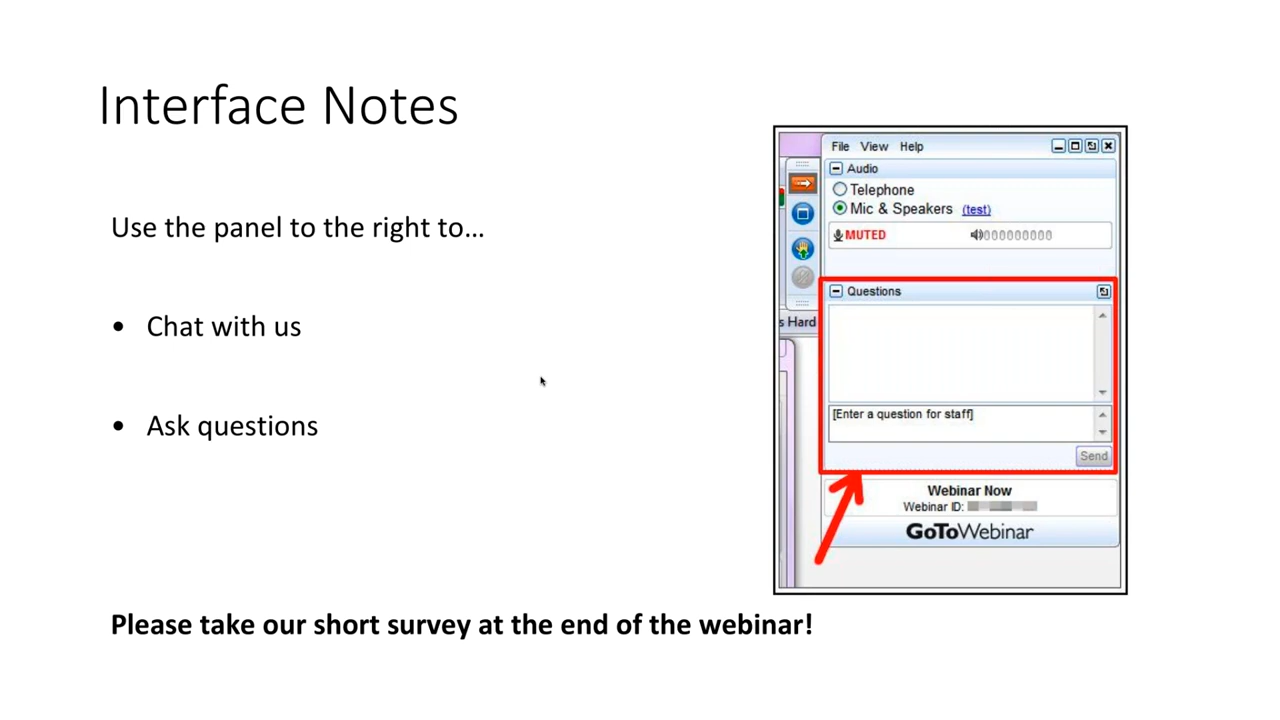 Interface Notes
Use the panel to the right to…
• Chat with us
• Ask questions
Please take our short survey at the end of the webinar!
File View Help
Audio
Telephone
Mic & Speakers (test)
MUTED
s Hard
Questions
[Enter a question for staff]
Send
Webinar Now
Webinar ID:
GoToWebinar